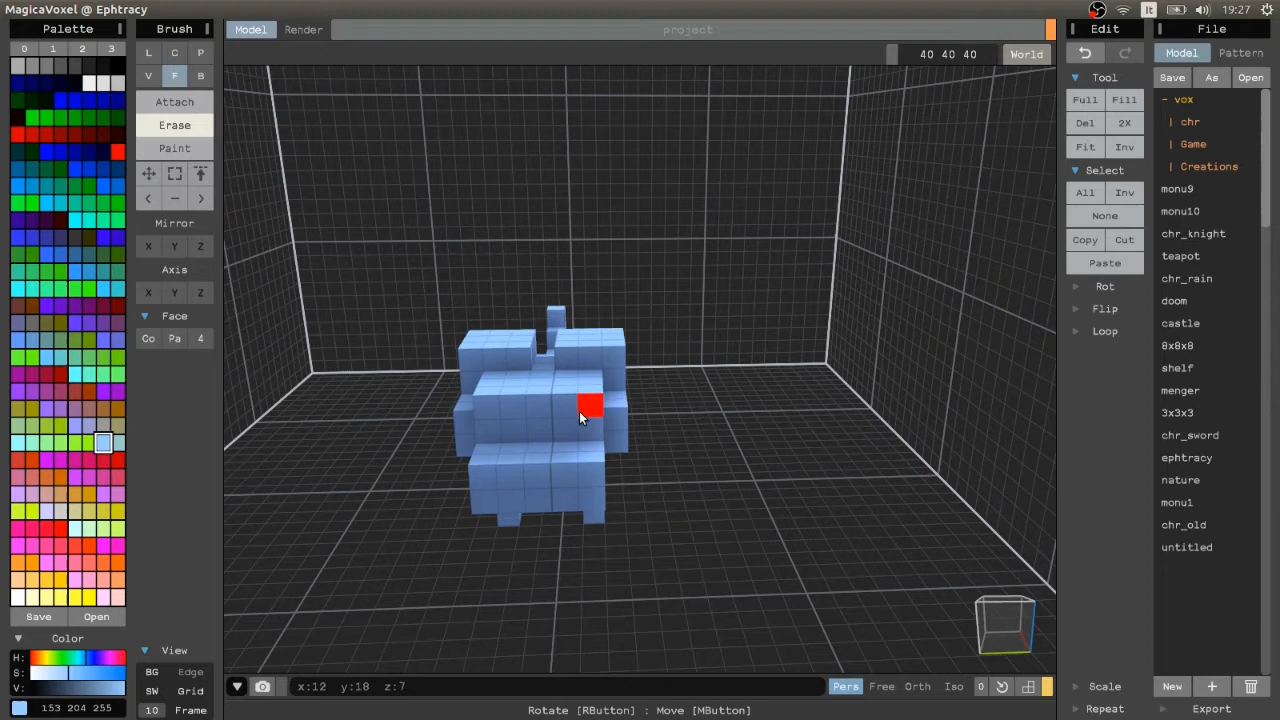 MagicaVoxel @ Ephtracy
It
19:27
Palette
0 1 2 3
Save Open
Color
H:
S:
V:
153 204 255
Brush
L C P
V F B
Attach
Erase
Paint
Mirror
X Y Z
Axis
X Y Z
Face
Co Pa 4
View
BG Edge
SW Grid
10 Frame
Model Render project
40 40 40 World
x:12 y:18 z:7
Pers Free Orth Iso 0
Rotate [RButton] : Move [MButton]
Edit
Tool
Full Fill
Del 2X
Fit Inv
Select
All Inv
None
Copy Cut
Paste
Rot
Flip
Loop
Scale
Repeat
File
Model Pattern
Save As Open
- vox
| chr
| Game
| Creations
monu9
monu10
chr_knight
teapot
chr_rain
doom
castle
8x8x8
shelf
menger
3x3x3
chr_sword
ephtracy
nature
monu1
chr_old
untitled
New +
Export